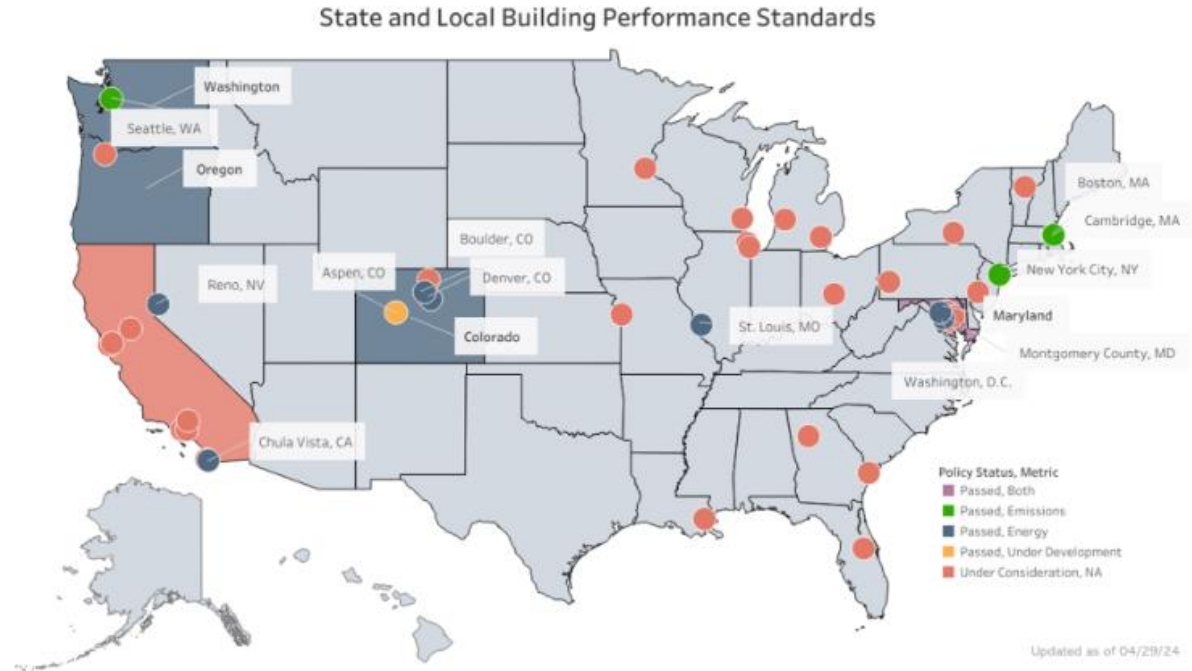 State and Local Building Performance Standards
Washington
Seattle, WA
Oregon
Boston, MA
Cambridge, MA
Boulder, CO
Aspen, CO
Denver, CO
New York City, NY
Reno, NV
Maryland
St. Louis, MO
Colorado
Montgomery County, MD
Washington, D.C.
Chula Vista, CA
Policy Status, Metric
Passed, Both
Passed, Emissions
Passed, Energy
Passed, Under Development
Under Consideration, NA
Updated as of 04/29/24